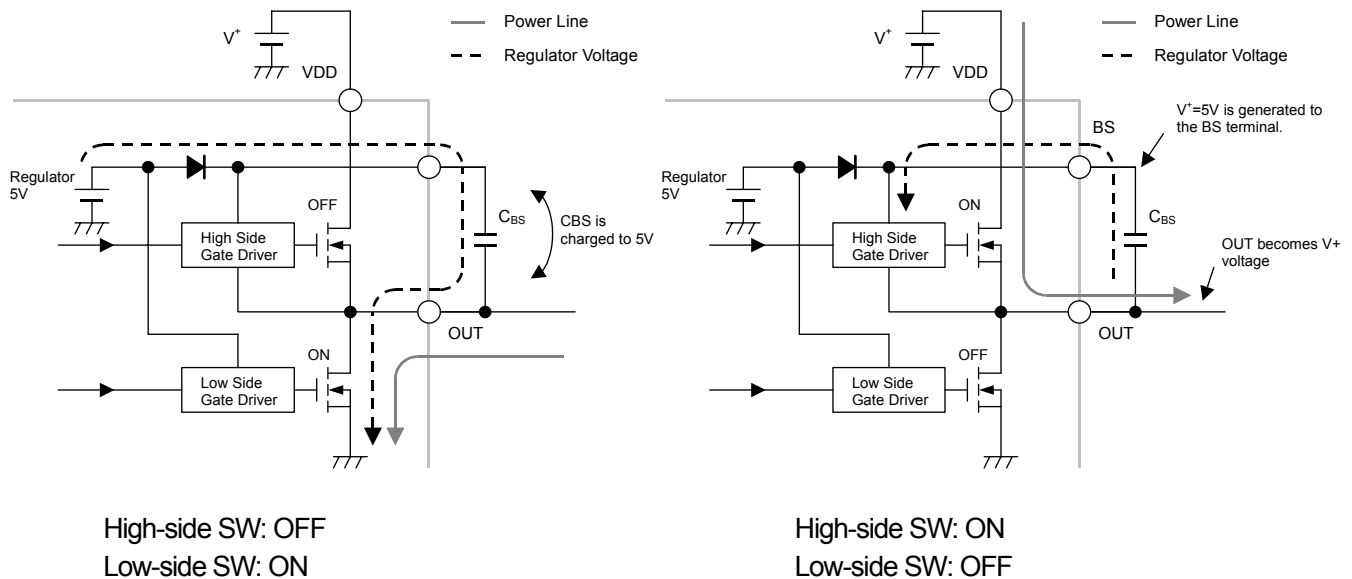 Power Line
Regulator Voltage
V⁺
VDD
Regulator
5V
OFF
High Side
Gate Driver
C_BS
CBS is
charged to 5V
OUT
ON
Low Side
Gate Driver
High-side SW: OFF
Low-side SW: ON
Power Line
Regulator Voltage
V⁺
VDD
V⁺=5V is generated to
the BS terminal.
BS
Regulator
5V
ON
High Side
Gate Driver
C_BS
OUT becomes V+
voltage
OUT
OFF
Low Side
Gate Driver
High-side SW: ON
Low-side SW: OFF